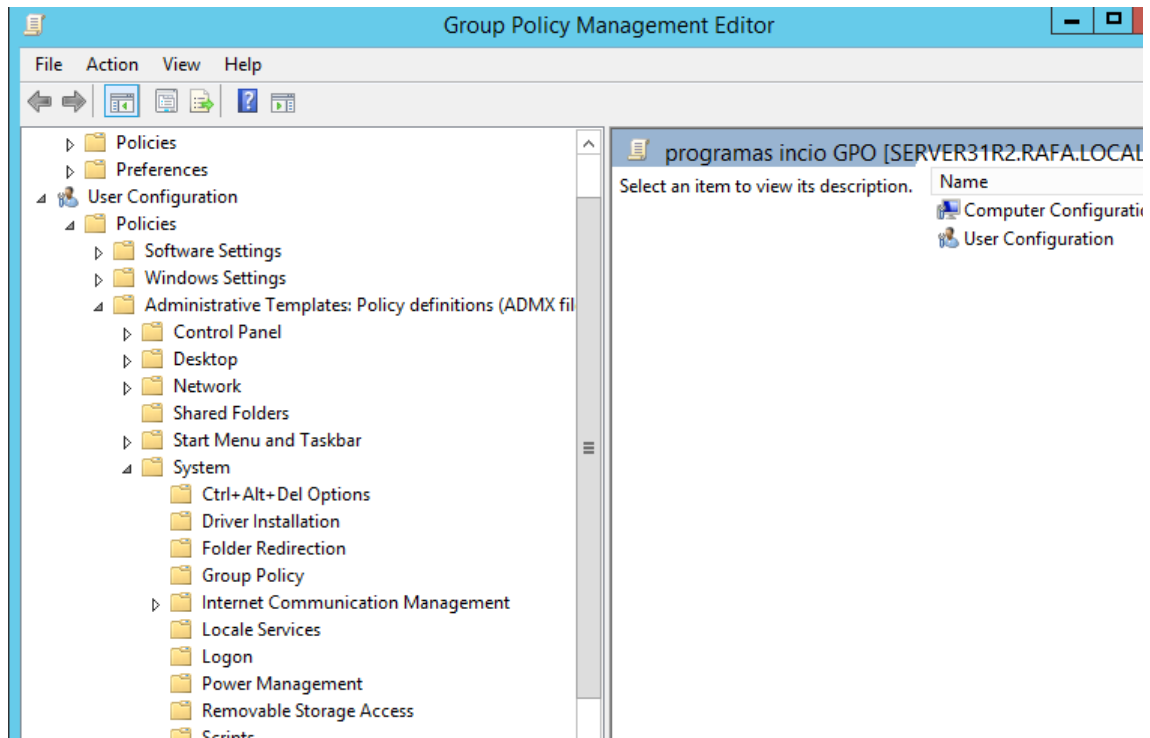 Group Policy Management Editor
File Action View Help
Policies
Preferences
User Configuration
Policies
Software Settings
Windows Settings
Administrative Templates: Policy definitions (ADMX fil
Control Panel
Desktop
Network
Shared Folders
Start Menu and Taskbar
System
Ctrl+Alt+Del Options
Driver Installation
Folder Redirection
Group Policy
Internet Communication Management
Locale Services
Logon
Power Management
Removable Storage Access
Scripts
programas incio GPO [SERVER31R2.RAFA.LOCAL
Select an item to view its description.
Name
Computer Configuratio
User Configuration